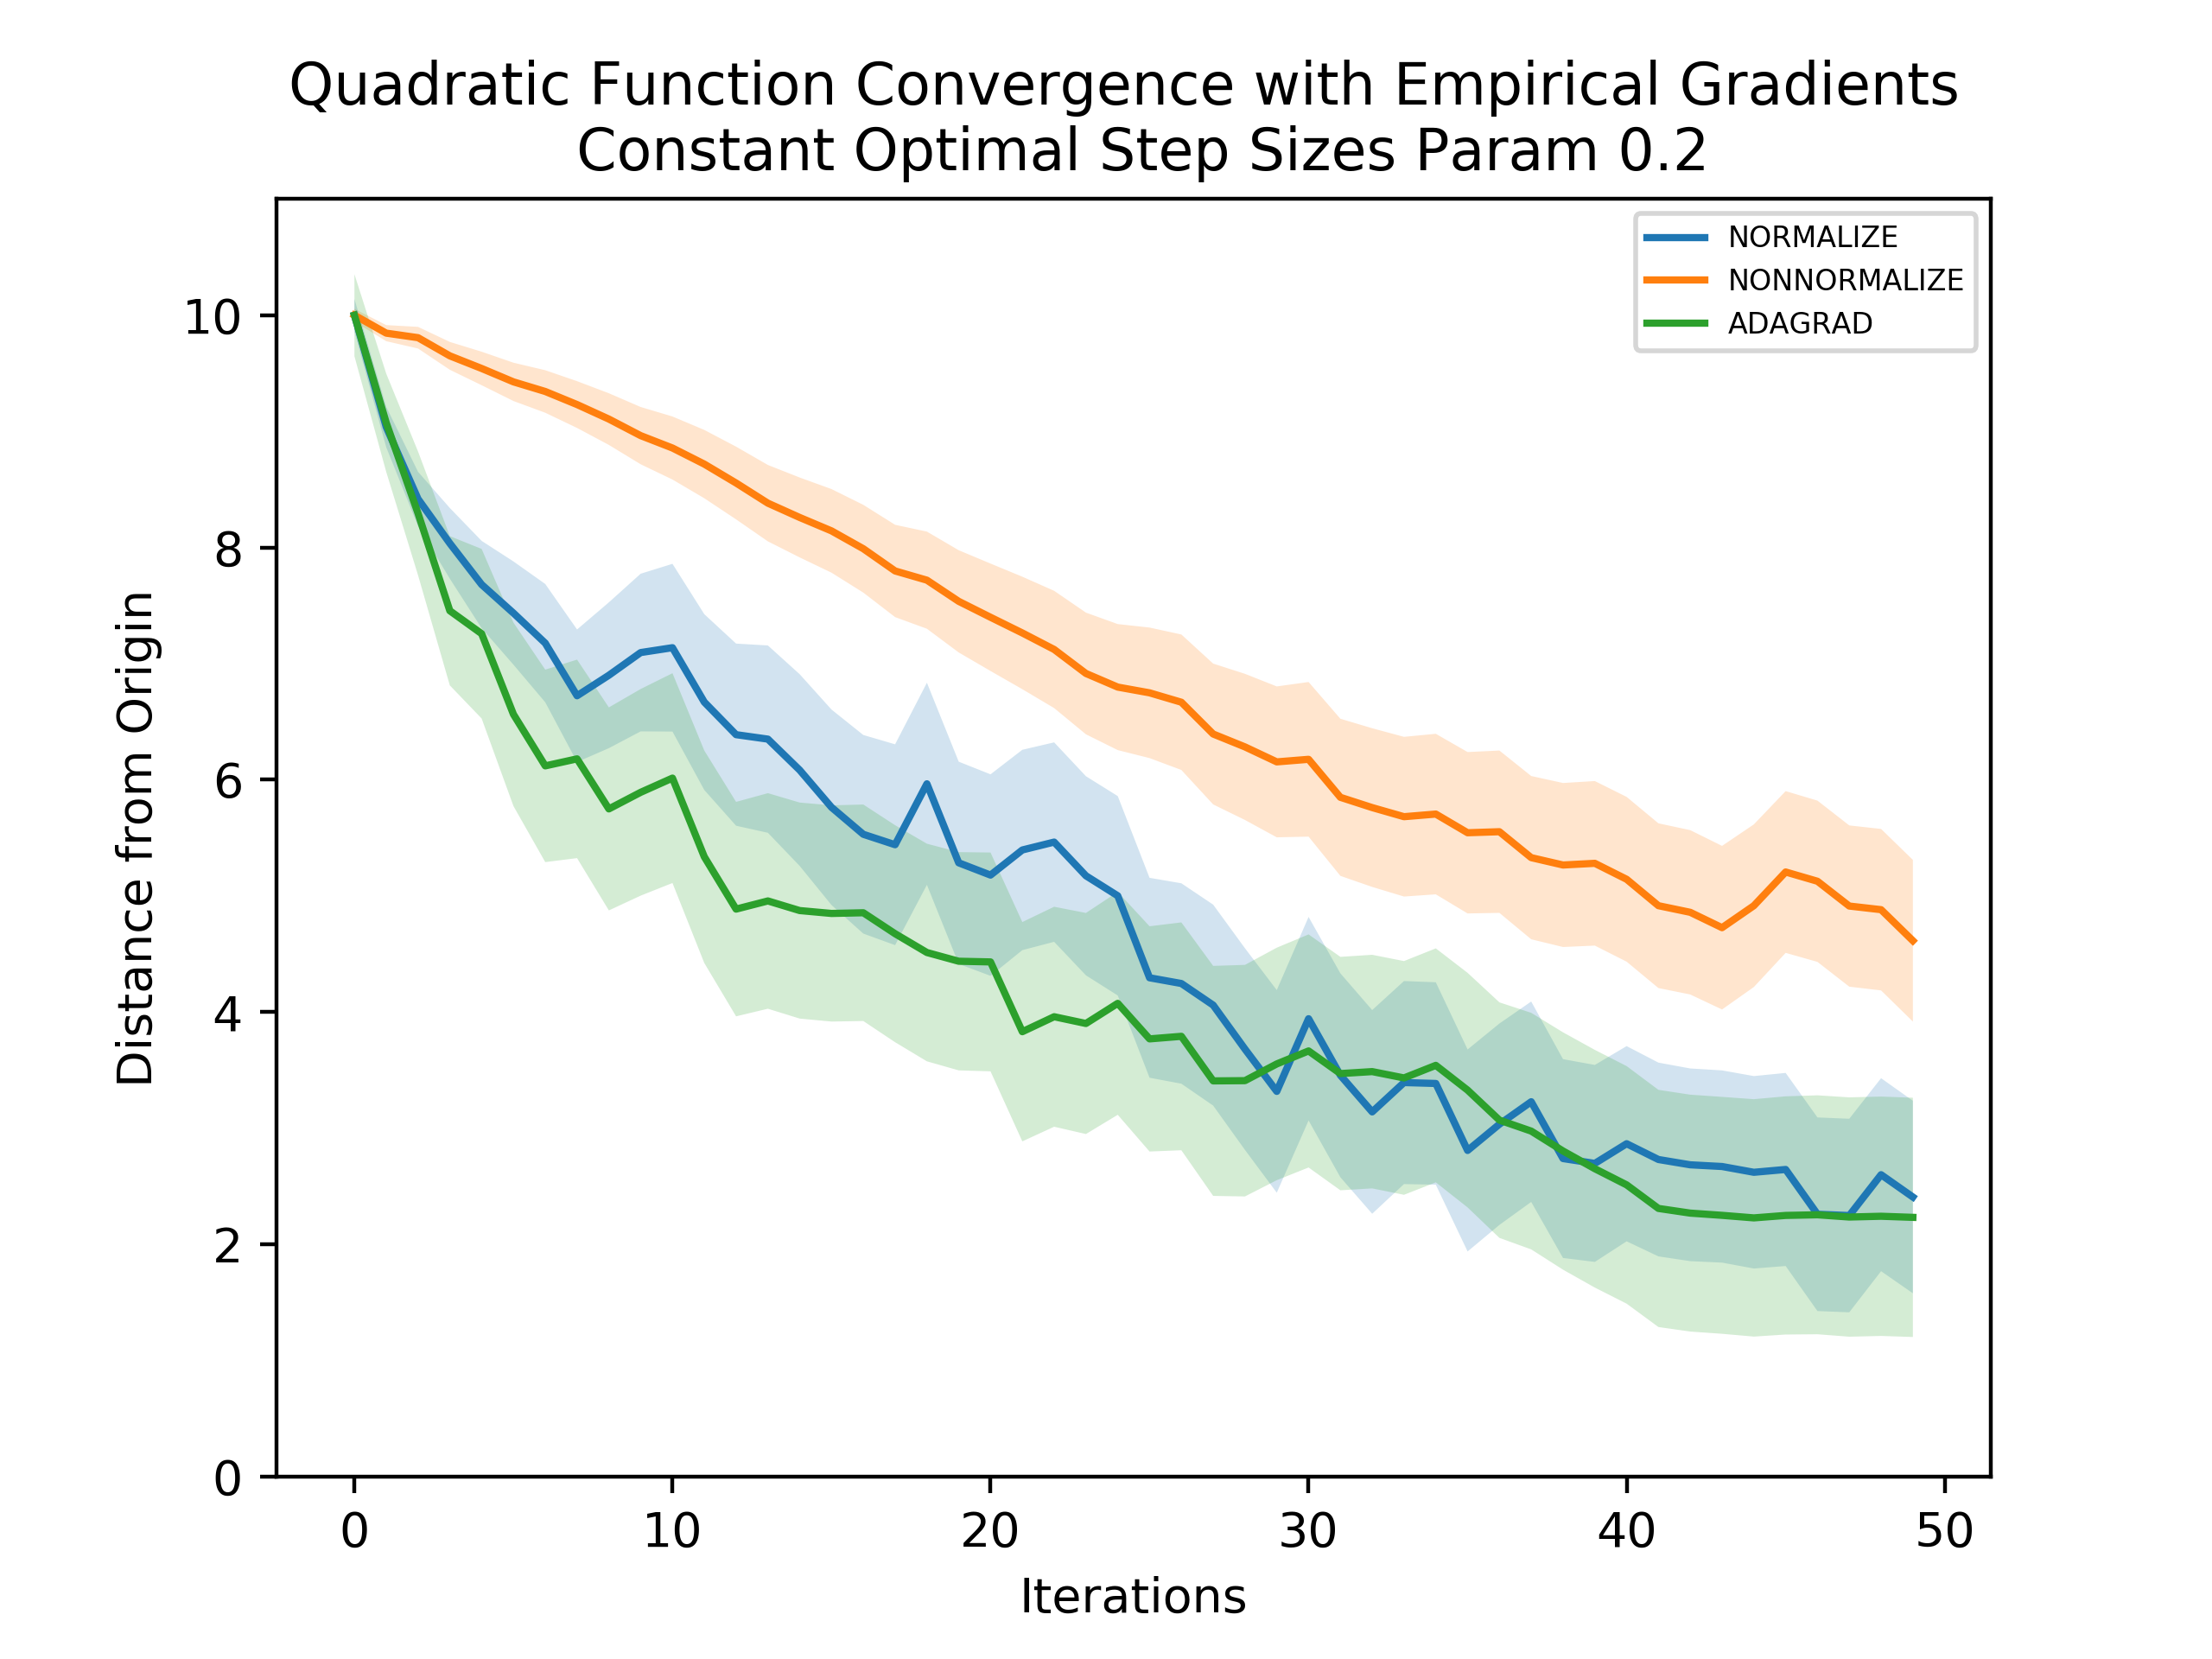 Quadratic Function Convergence with Empirical Gradients
Constant Optimal Step Sizes Param 0.2
NORMALIZE
NONNORMALIZE
ADAGRAD
Distance from Origin
10
8
6
4
2
0
0 10 20 30 40 50
Iterations